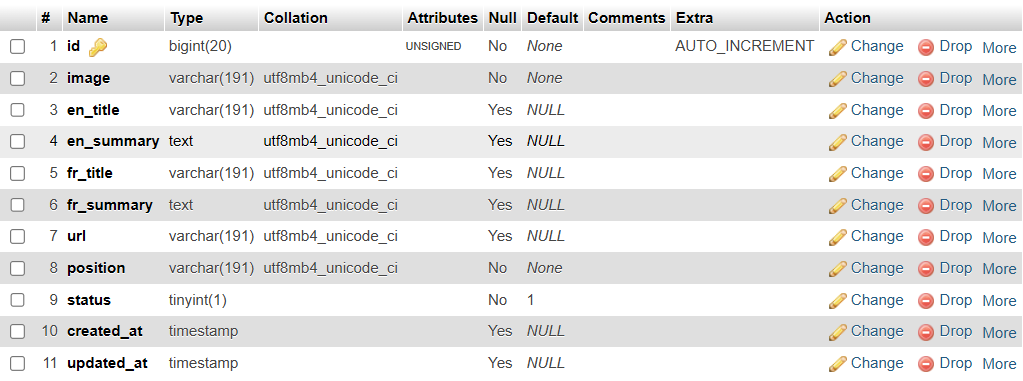 # Name Type Collation Attributes Null Default Comments Extra Action
1 id bigint(20) UNSIGNED No None AUTO_INCREMENT Change Drop More
2 image varchar(191) utf8mb4_unicode_ci No None Change Drop More
3 en_title varchar(191) utf8mb4_unicode_ci Yes NULL Change Drop More
4 en_summary text utf8mb4_unicode_ci Yes NULL Change Drop More
5 fr_title varchar(191) utf8mb4_unicode_ci Yes NULL Change Drop More
6 fr_summary text utf8mb4_unicode_ci Yes NULL Change Drop More
7 url varchar(191) utf8mb4_unicode_ci Yes NULL Change Drop More
8 position varchar(191) utf8mb4_unicode_ci No None Change Drop More
9 status tinyint(1) No 1 Change Drop More
10 created_at timestamp Yes NULL Change Drop More
11 updated_at timestamp Yes NULL Change Drop More